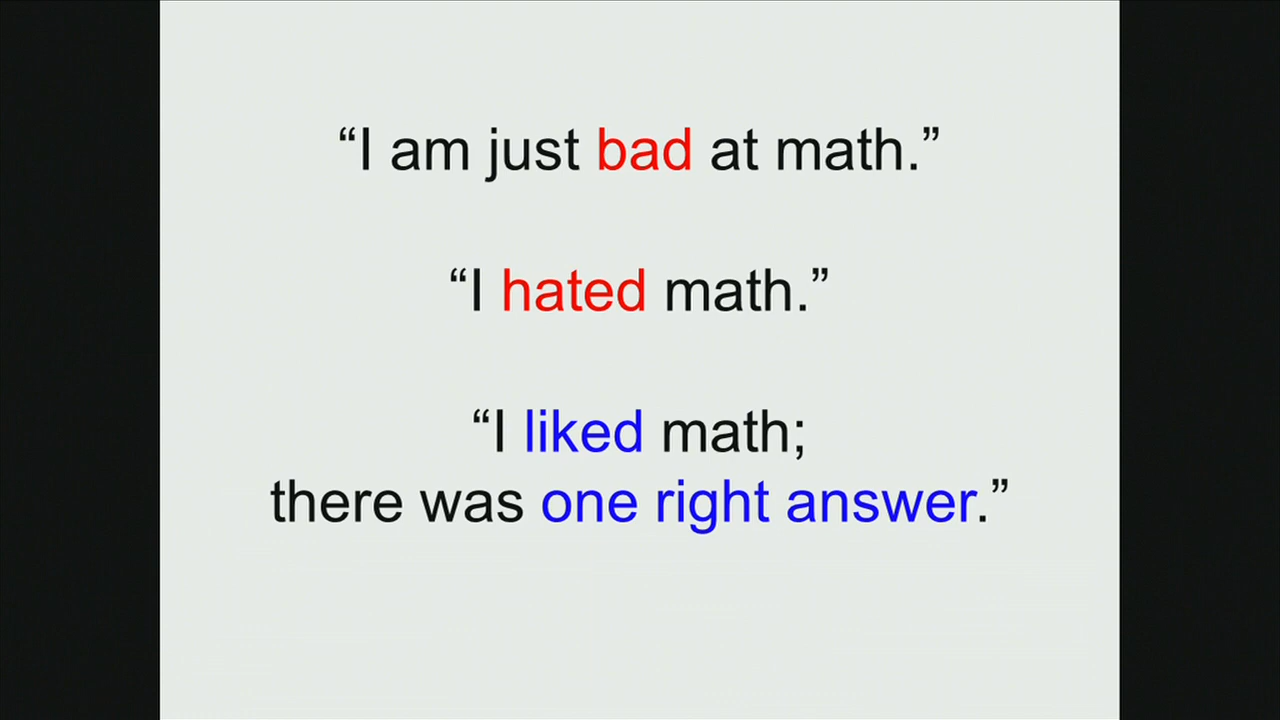 “I am just bad at math.”
“I hated math.”
“I liked math;
there was one right answer.”